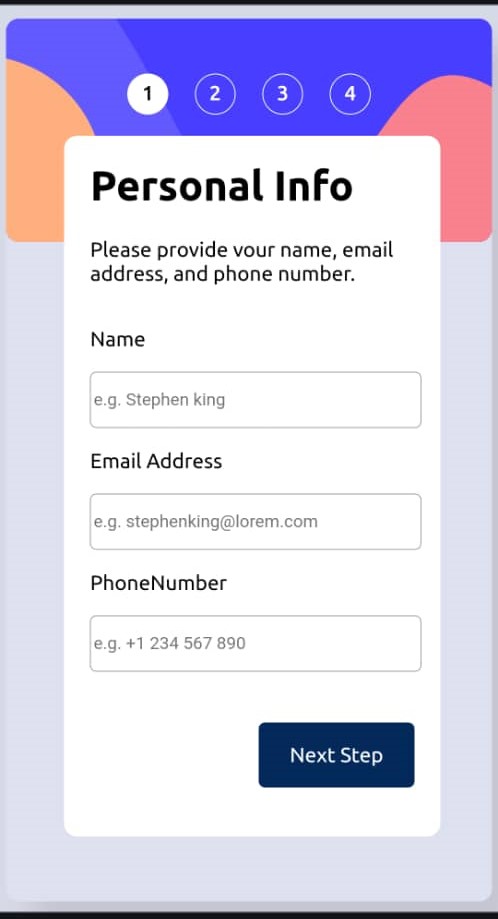 1 2 3 4
Personal Info
Please provide vour name, email
address, and phone number.
Name
e.g. Stephen king
Email Address
e.g. stephenking@lorem.com
PhoneNumber
e.g. +1 234 567 890
Next Step